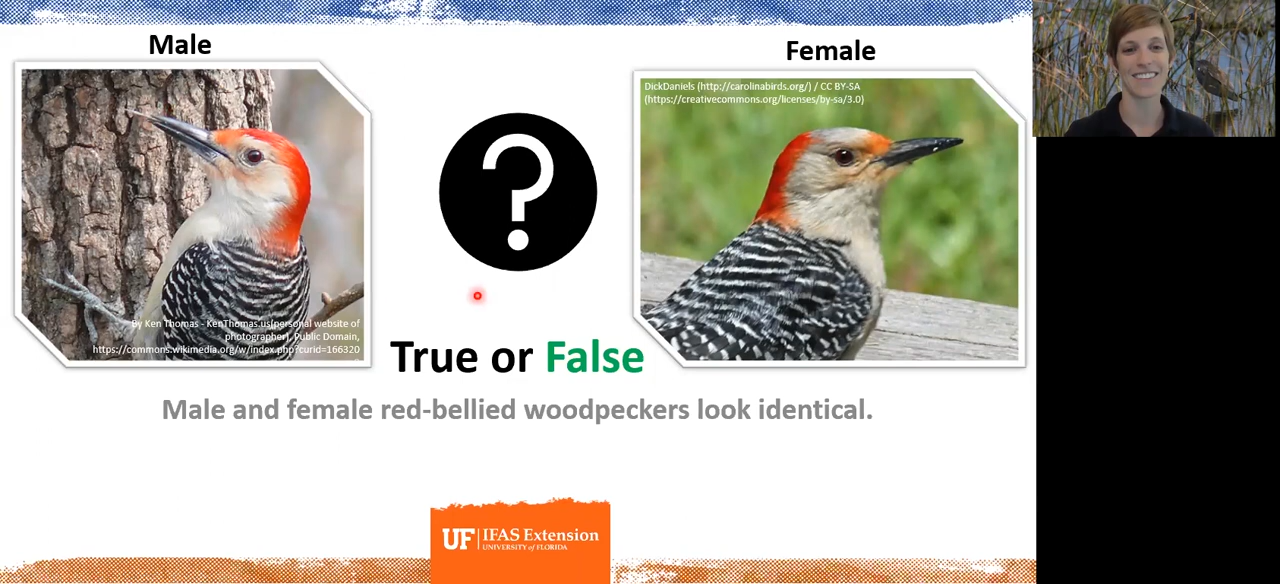 Male
Female
DickDaniels (http://carolinabirds.org/) / CC BY-SA
(https://creativecommons.org/licenses/by-sa/3.0)
?
By Ken Thomas - KenThomas.us(personal website of
photographer), Public Domain,
https://commons.wikimedia.org/w/index.php?curid=166320
True or False
Male and female red-bellied woodpeckers look identical.
UF IFAS Extension
UNIVERSITY of FLORIDA